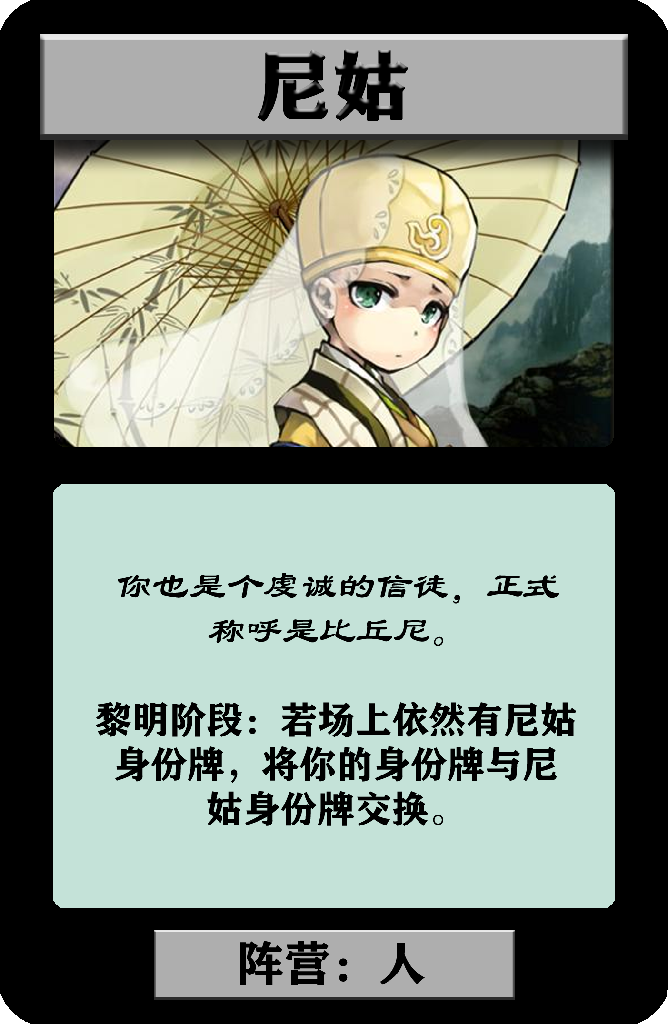 尼姑
你也是个虔诚的信徒，正式
称呼是比丘尼。
黎明阶段：若场上依然有尼姑
身份牌，将你的身份牌与尼
姑身份牌交换。
阵营：人